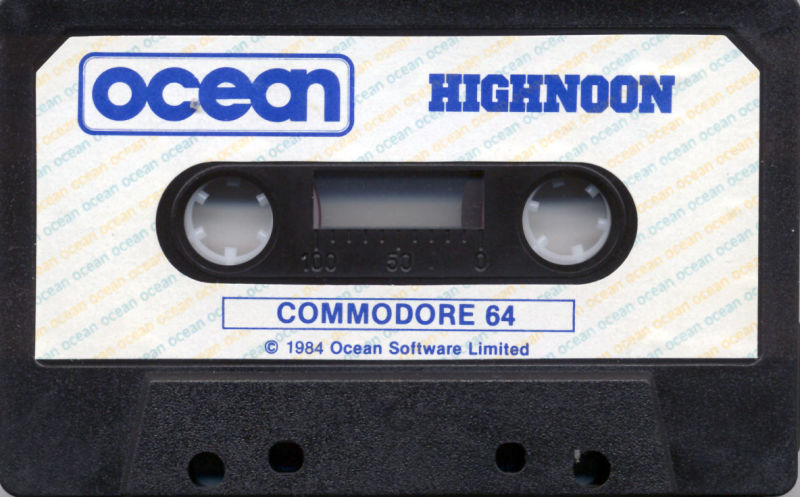 ocean HIGHNOON
100 50 0
COMMODORE 64
© 1984 Ocean Software Limited